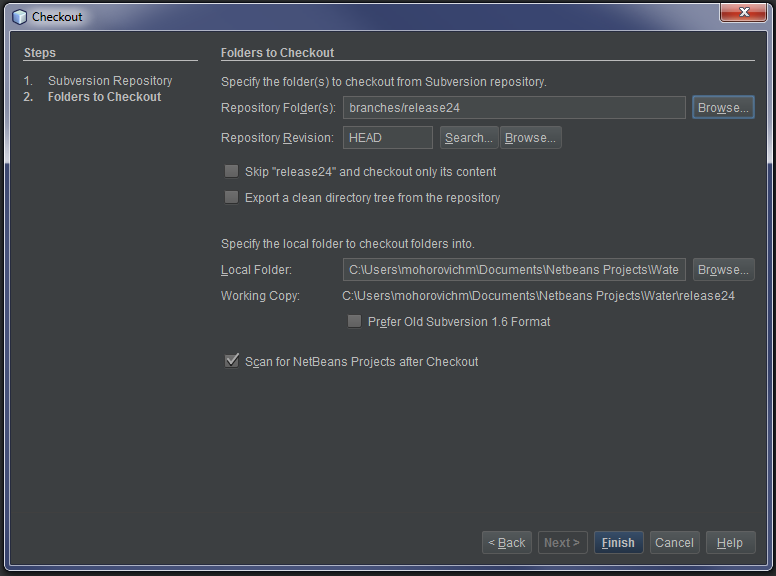 Checkout
Steps
1. Subversion Repository
2. Folders to Checkout
Folders to Checkout
Specify the folder(s) to checkout from Subversion repository.
Repository Folder(s): branches/release24 Browse...
Repository Revision: HEAD Search... Browse...
Skip "release24" and checkout only its content
Export a clean directory tree from the repository
Specify the local folder to checkout folders into.
Local Folder: C:\Users\mohorovichm\Documents\Netbeans Projects\Wate Browse...
Working Copy: C:\Users\mohorovichm\Documents\Netbeans Projects\Water\release24
Prefer Old Subversion 1.6 Format
Scan for NetBeans Projects after Checkout
< Back Next > Finish Cancel Help